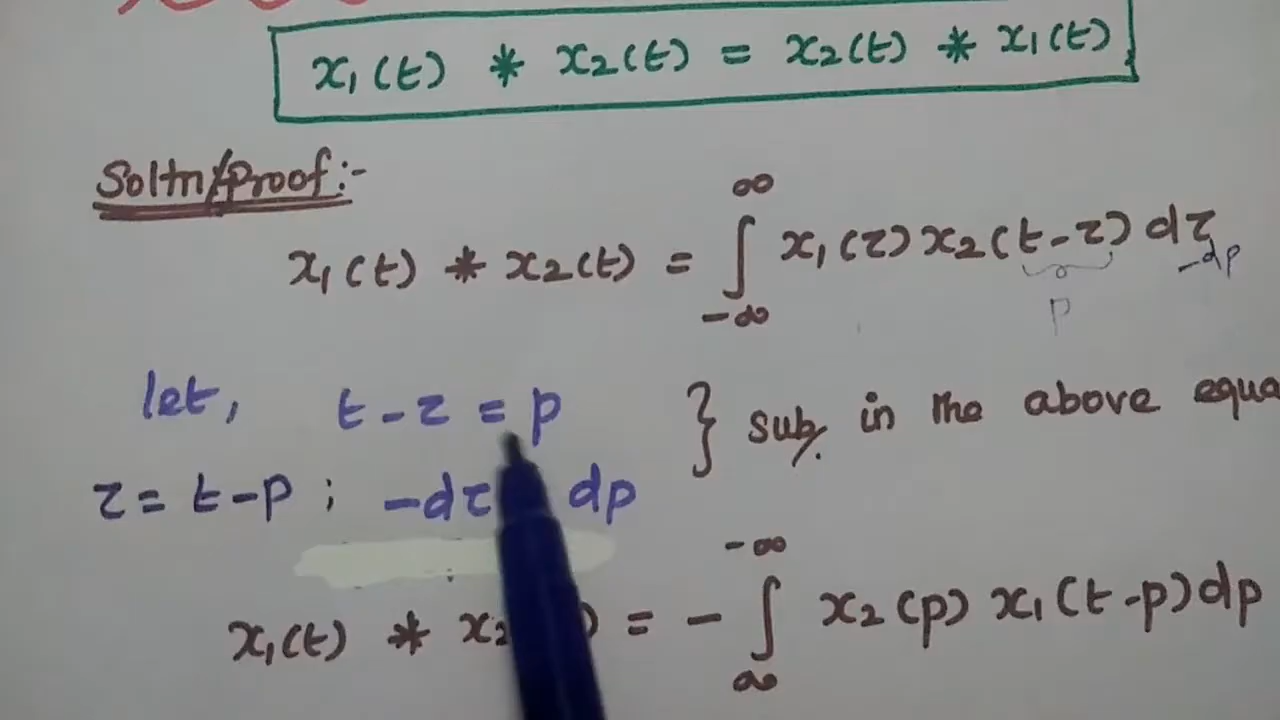 x₁(t) * x₂(t) = x₂(t) * x₁(t)
Soltn/Proof:-
x₁(t) * x₂(t) = ∫_{-∞}^{∞} x₁(τ) x₂(t-τ) dτ
-dp
p
let, t-τ = p
} sub. in the above equa
τ = t-p ; -dτ dp
x₁(t) * x₂ ) = - ∫_{∞}^{-∞} x₂(p) x₁(t-p) dp